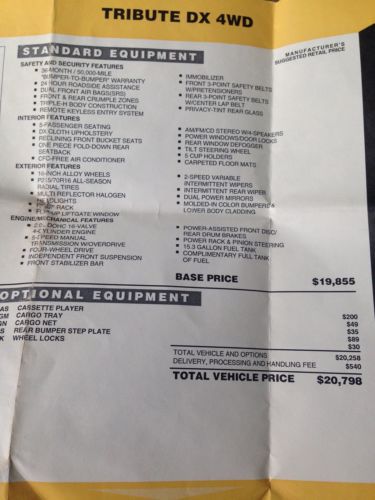 TRIBUTE DX 4WD
MANUFACTURER'S
SUGGESTED RETAIL PRICE
STANDARD EQUIPMENT
SAFETY AND SECURITY FEATURES
• 36-MONTH / 50,000-MILE
"BUMPER-TO-BUMPER" WARRANTY
• 24 HOUR ROADSIDE ASSISTANCE
• DUAL FRONT AIR BAGS(SRS)
• FRONT & REAR CRUMPLE ZONES
• TRIPLE-H BODY CONSTRUCTION
• REMOTE KEYLESS ENTRY SYSTEM
• IMMOBILIZER
• FRONT 3-POINT SAFETY BELTS
W/PRETENSIONERS
• REAR 3-POINT SAFETY BELTS
W/CENTER LAP BELT
• PRIVACY-TINT REAR GLASS
INTERIOR FEATURES
• 5-PASSENGER SEATING
• DX CLOTH UPHOLSTERY
• RECLINING FRONT BUCKET SEATS
• ONE PIECE FOLD-DOWN REAR
SEATBACK
• CFC-FREE AIR CONDITIONER
• AM/FM/CD STEREO W/4-SPEAKERS
• POWER WINDOWS/DOOR LOCKS
• REAR WINDOW DEFOGGER
• TILT STEERING WHEEL
• 5 CUP HOLDERS
• CARPETED FLOOR MATS
EXTERIOR FEATURES
• 16-INCH ALLOY WHEELS
• P215/70R16 ALL-SEASON
RADIAL TIRES
• MULTI REFLECTOR HALOGEN
HEADLIGHTS
RACK
• FLIP-UP LIFTGATE WINDOW
• 2-SPEED VARIABLE
INTERMITTENT WIPERS
• INTERMITTENT REAR WIPER
• DUAL POWER MIRRORS
• MOLDED-IN COLOR BUMPERS &
LOWER BODY CLADDING
ENGINE/MECHANICAL FEATURES
• 2.0L DOHC 16-VALVE
4-CYLINDER ENGINE
• 5-SPEED MANUAL
TRANSMISSION W/OVERDRIVE
• FOUR-WHEEL DRIVE
• INDEPENDENT FRONT SUSPENSION
• FRONT STABILIZER BAR
• POWER-ASSISTED FRONT DISC/
REAR DRUM BRAKES
• POWER RACK & PINION STEERING
• 15.3 GALLON FUEL TANK
• COMPLIMENTARY FULL TANK
OF FUEL
BASE PRICE $19,855
OPTIONAL EQUIPMENT
AS CASSETTE PLAYER $200
GM CARGO TRAY $49
GN CARGO NET $35
BS REAR BUMPER STEP PLATE $89
K WHEEL LOCKS $30
TOTAL VEHICLE AND OPTIONS $20,258
DELIVERY, PROCESSING AND HANDLING FEE $540
TOTAL VEHICLE PRICE $20,798